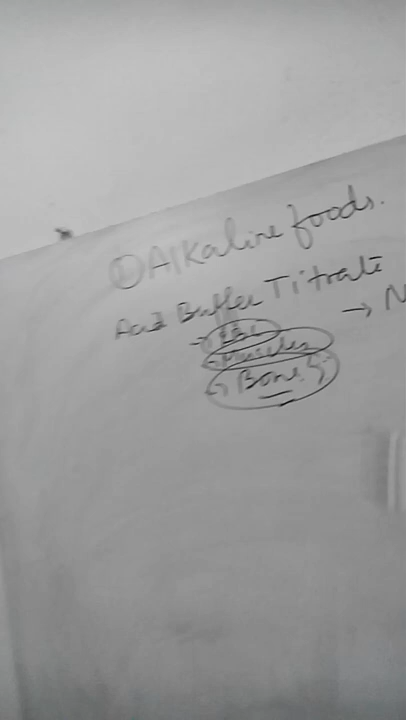 ① Alkaline foods.
Acid Buffer Titrate
→ N
→ Muscles
→ Bones